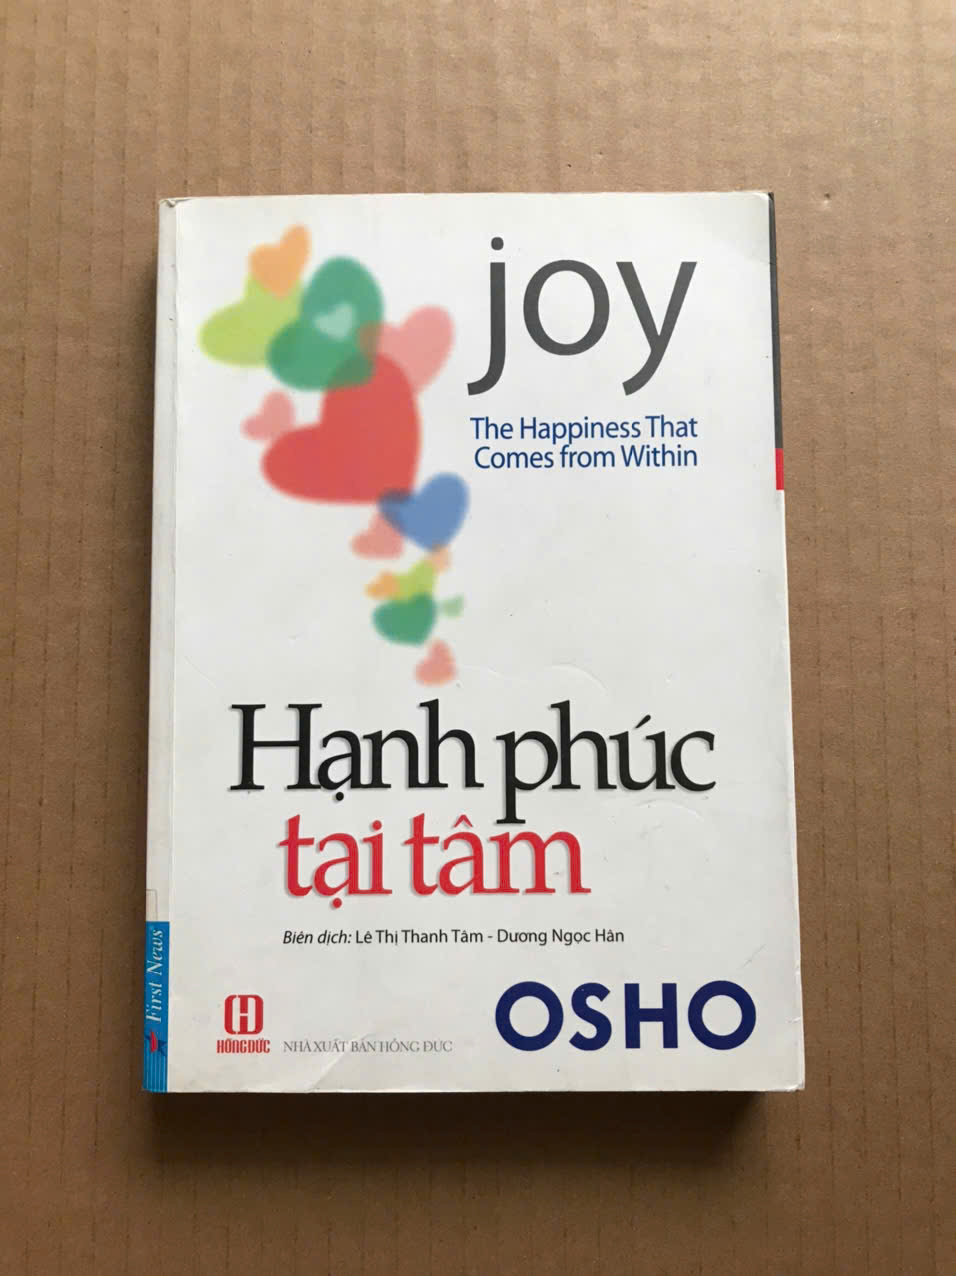 joy
The Happiness That
Comes from Within
Hạnh phúc
tại tâm
Biên dịch: Lê Thị Thanh Tâm - Dương Ngọc Hân
First News
HỒNG ĐỨC
NHÀ XUẤT BẢN HỒNG ĐỨC
OSHO